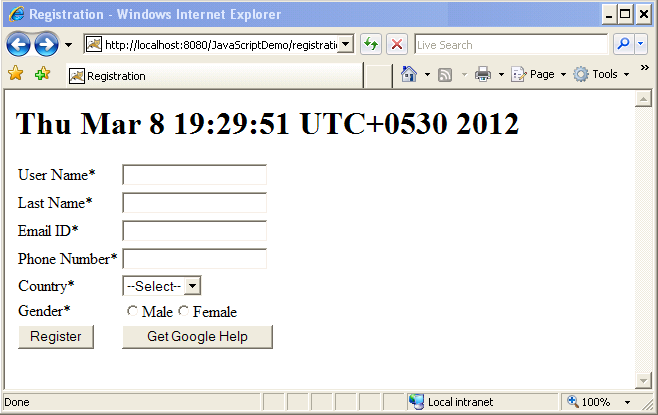 Registration - Windows Internet Explorer
http://localhost:8080/JavaScriptDemo/registratio
Live Search
Registration
Page
Tools
»
Thu Mar 8 19:29:51 UTC+0530 2012
User Name*
Last Name*
Email ID*
Phone Number*
Country* --Select--
Gender* Male Female
Register Get Google Help
Done Local intranet 100%